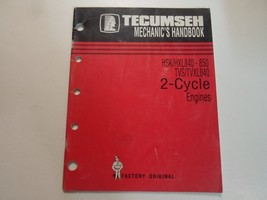 TECUMSEH
MECHANIC'S HANDBOOK
HSK/HXL840 - 850
TVS/TVXL840
2-Cycle
Engines
FACTORY ORIGINAL